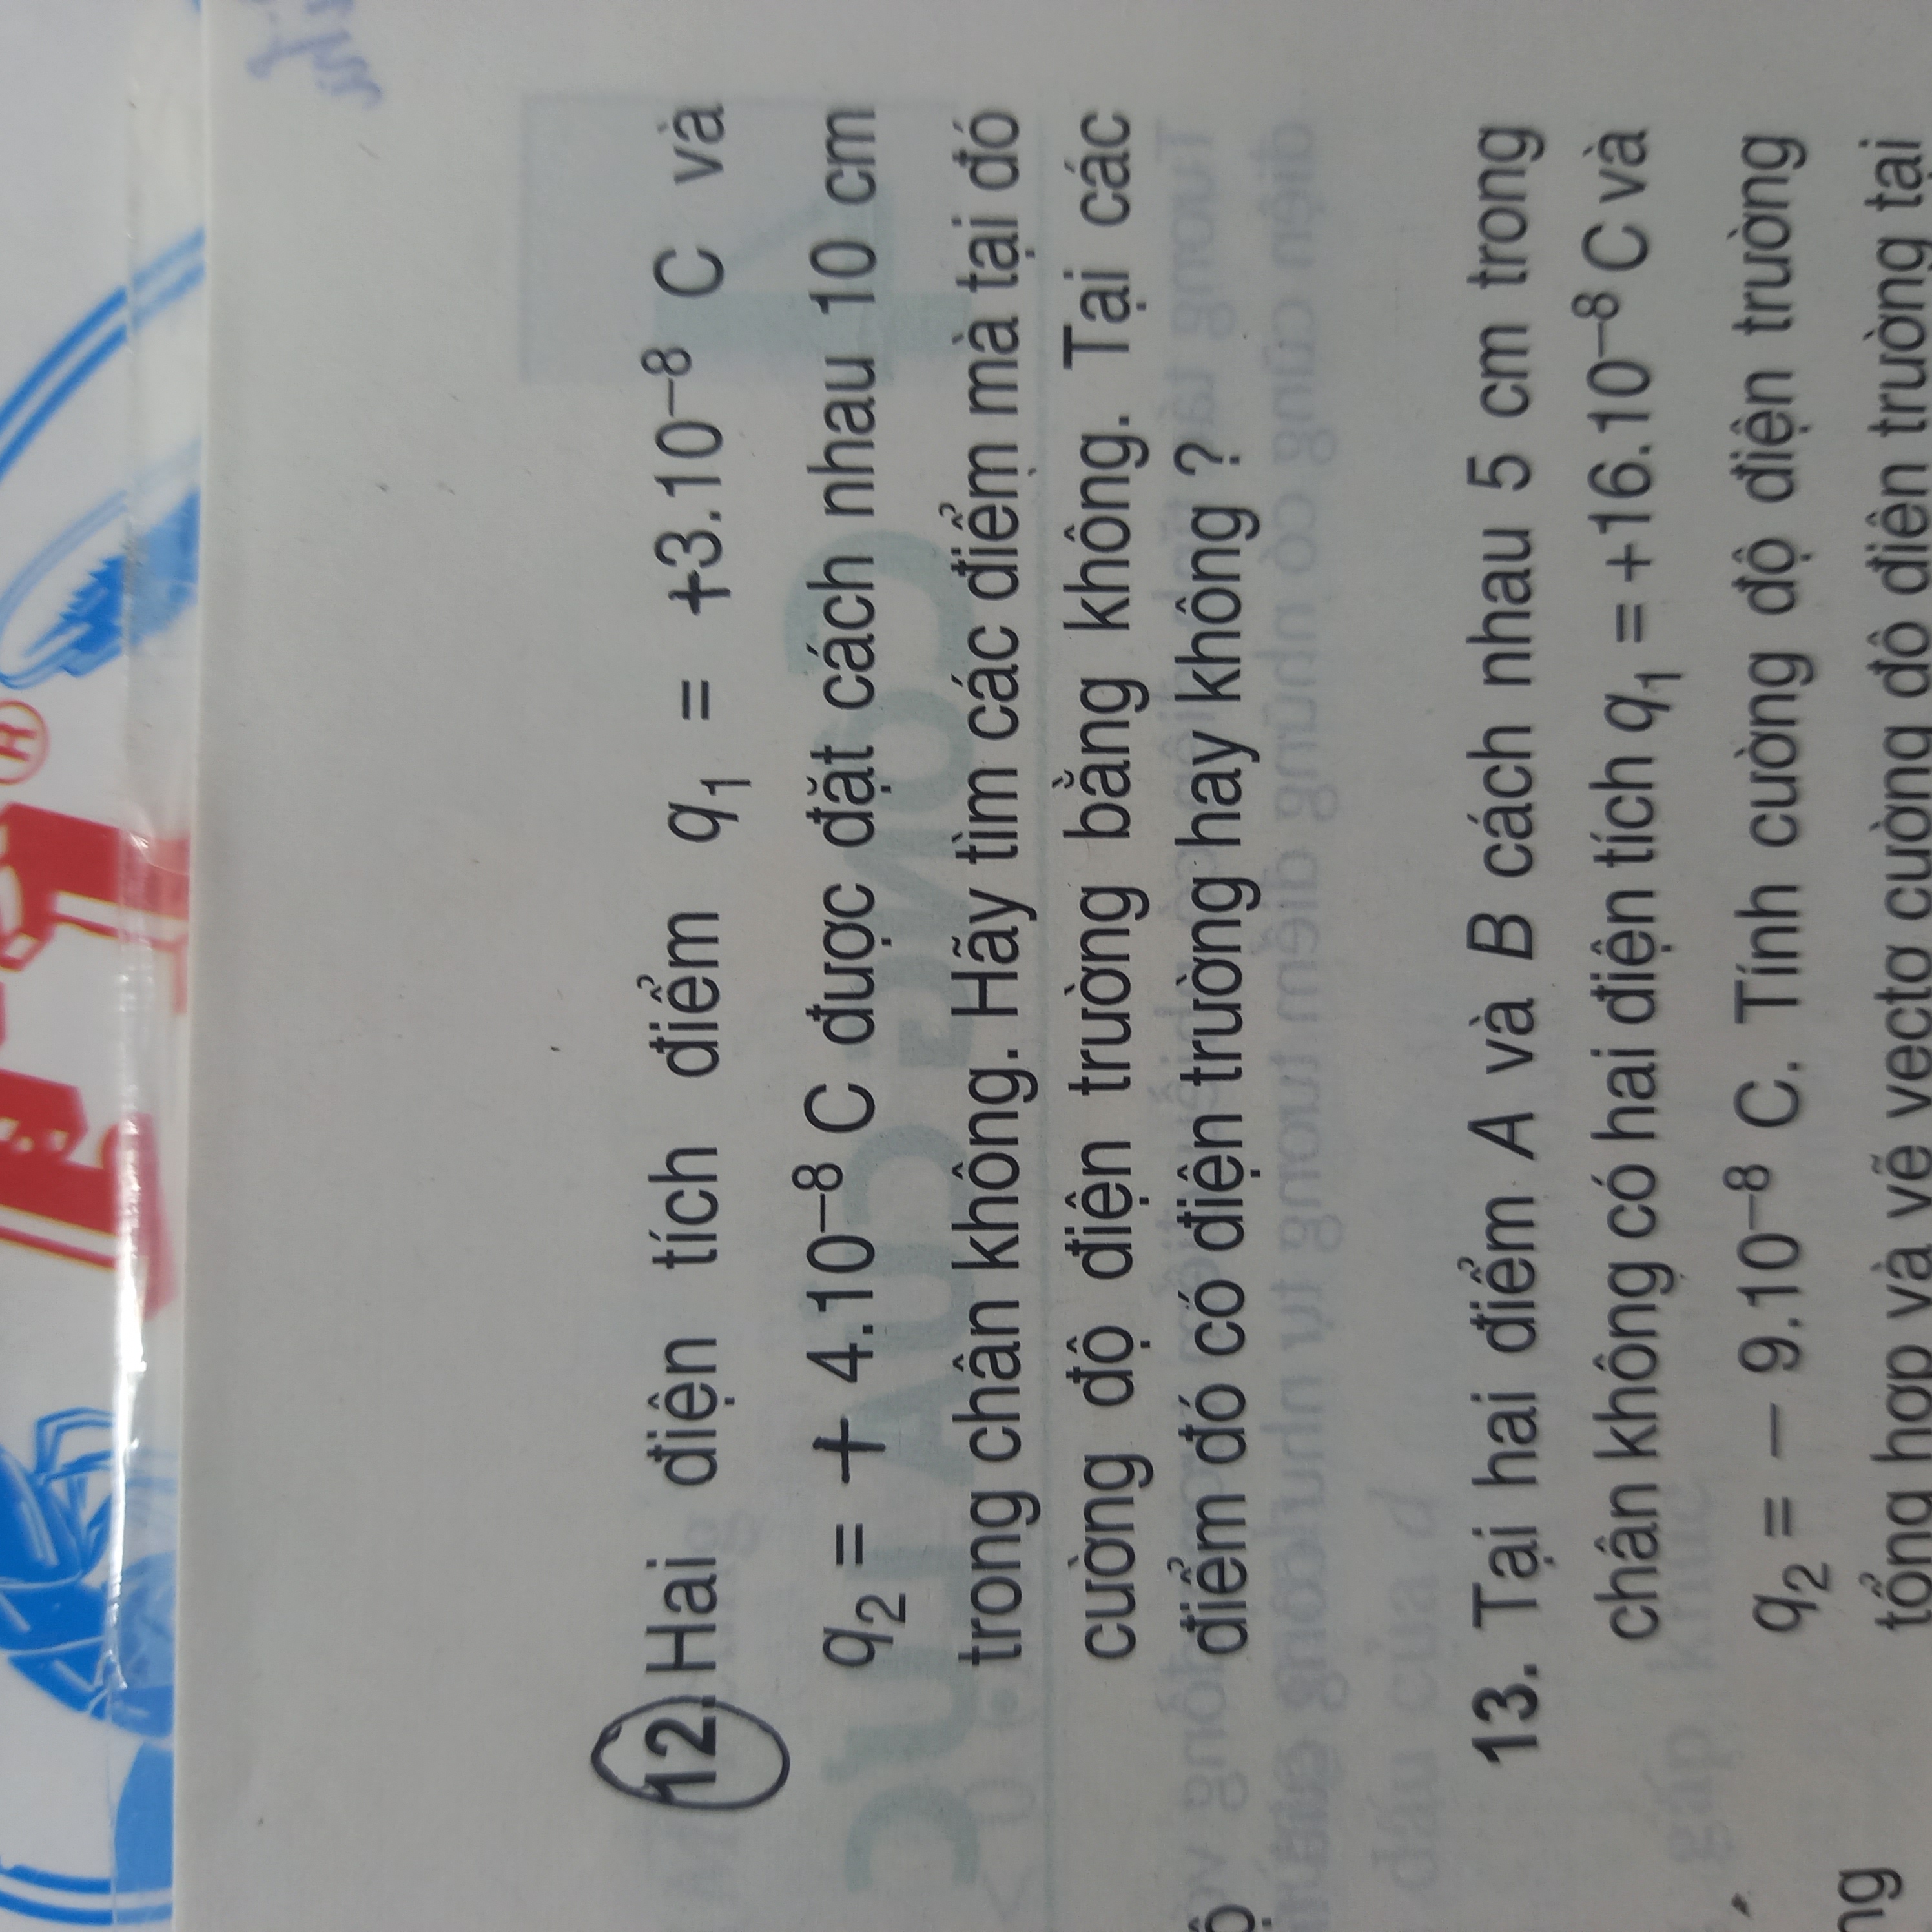 12. Hai điện tích điểm q₁ = +3.10⁻⁸ C và
q₂ = + 4.10⁻⁸ C được đặt cách nhau 10 cm
trong chân không. Hãy tìm các điểm mà tại đó
cường độ điện trường bằng không. Tại các
điểm đó có điện trường hay không ?
13. Tại hai điểm A và B cách nhau 5 cm trong
chân không có hai điện tích q₁ = +16.10⁻⁸ C và
q₂ = – 9.10⁻⁸ C. Tính cường độ điện trường
tổng hợp và vẽ vectơ cường độ điện trường tại